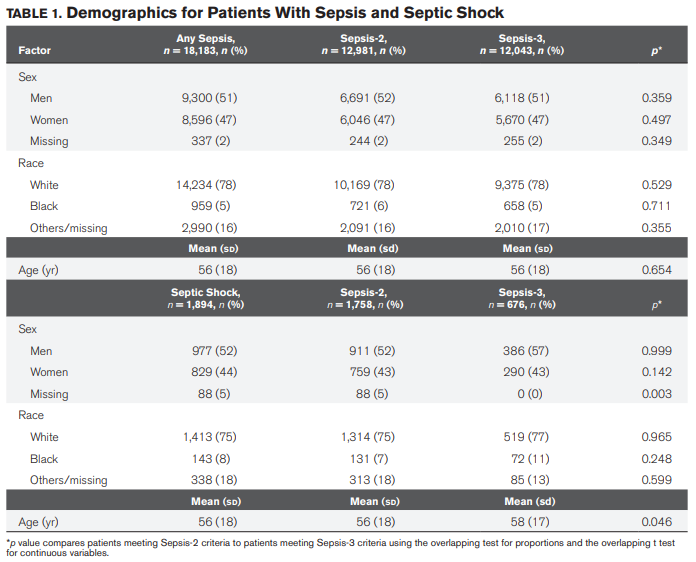 TABLE 1. Demographics for Patients With Sepsis and Septic Shock
Factor Any Sepsis, n = 18,183, n (%) Sepsis-2, n = 12,981, n (%) Sepsis-3, n = 12,043, n (%) p*
Sex
Men 9,300 (51) 6,691 (52) 6,118 (51) 0.359
Women 8,596 (47) 6,046 (47) 5,670 (47) 0.497
Missing 337 (2) 244 (2) 255 (2) 0.349
Race
White 14,234 (78) 10,169 (78) 9,375 (78) 0.529
Black 959 (5) 721 (6) 658 (5) 0.711
Others/missing 2,990 (16) 2,091 (16) 2,010 (17) 0.355
Mean (SD) Mean (sd) Mean (SD)
Age (yr) 56 (18) 56 (18) 56 (18) 0.654
Septic Shock, n = 1,894, n (%) Sepsis-2, n = 1,758, n (%) Sepsis-3, n = 676, n (%) p*
Sex
Men 977 (52) 911 (52) 386 (57) 0.999
Women 829 (44) 759 (43) 290 (43) 0.142
Missing 88 (5) 88 (5) 0 (0) 0.003
Race
White 1,413 (75) 1,314 (75) 519 (77) 0.965
Black 143 (8) 131 (7) 72 (11) 0.248
Others/missing 338 (18) 313 (18) 85 (13) 0.599
Mean (SD) Mean (SD) Mean (sd)
Age (yr) 56 (18) 56 (18) 58 (17) 0.046
*p value compares patients meeting Sepsis-2 criteria to patients meeting Sepsis-3 criteria using the overlapping test for proportions and the overlapping t test
for continuous variables.